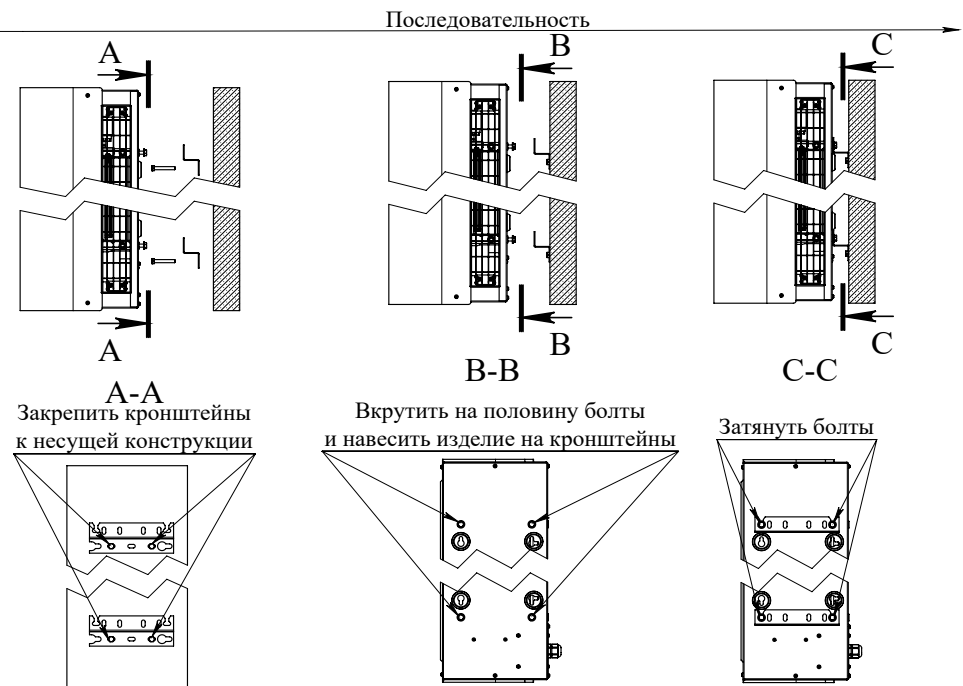 Последовательность
A
B
C
A
B
C
A-A
B-B
C-C
Закрепить кронштейны
к несущей конструкции
Вкрутить на половину болты
и навесить изделие на кронштейны
Затянуть болты